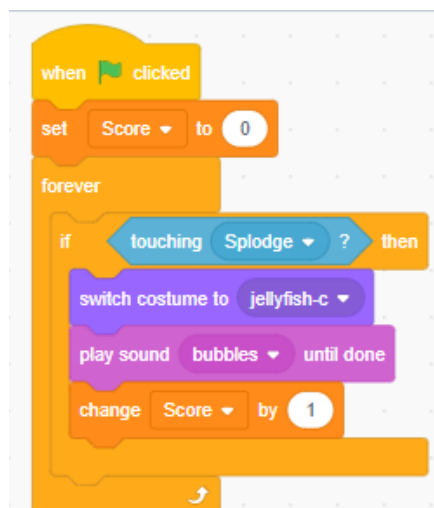 when clicked
set Score to 0
forever
if touching Splodge ? then
switch costume to jellyfish-c
play sound bubbles until done
change Score by 1